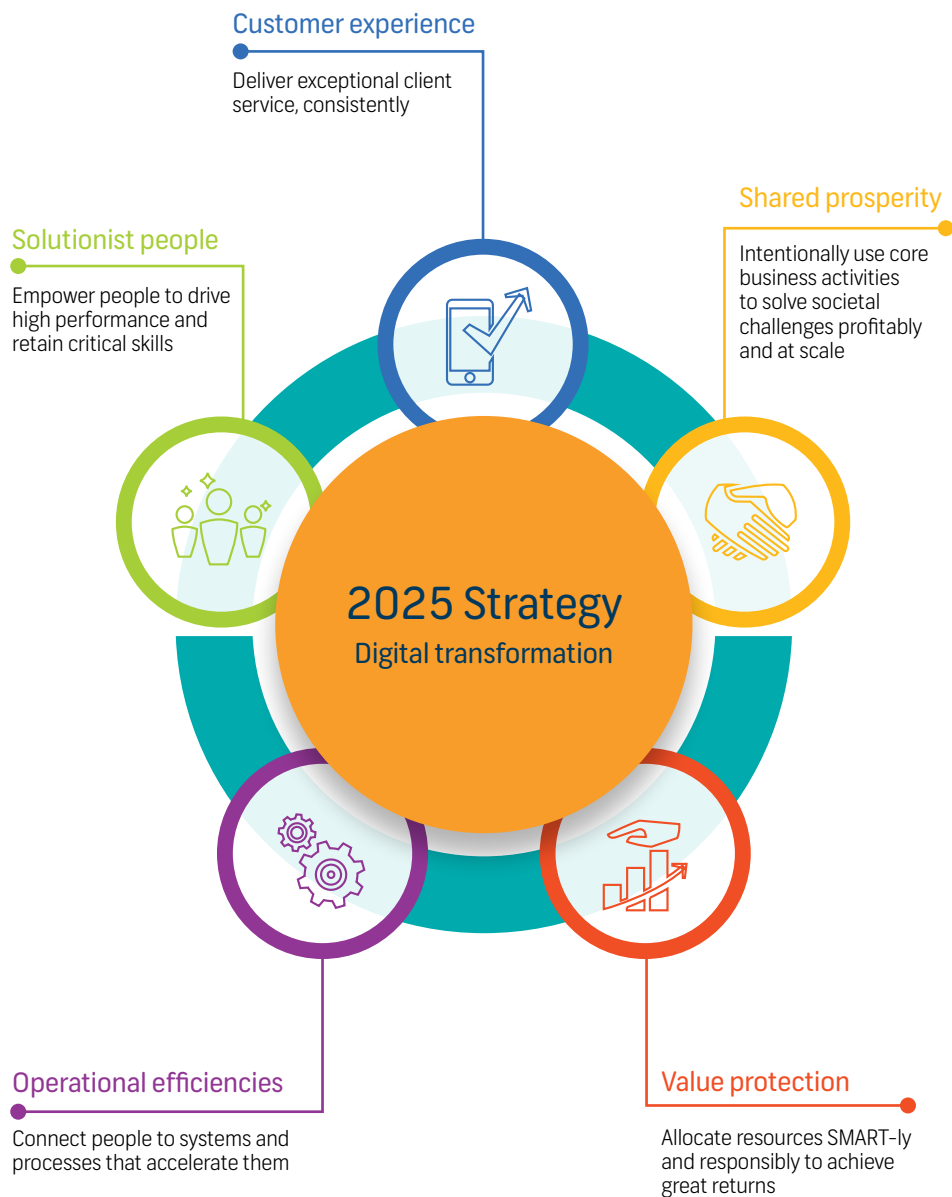 Customer experience
Deliver exceptional client
service, consistently
Shared prosperity
Intentionally use core
business activities
to solve societal
challenges profitably
and at scale
Solutionist people
Empower people to drive
high performance and
retain critical skills
2025 Strategy
Digital transformation
Operational efficiencies
Connect people to systems and
processes that accelerate them
Value protection
Allocate resources SMART-ly
and responsibly to achieve
great returns